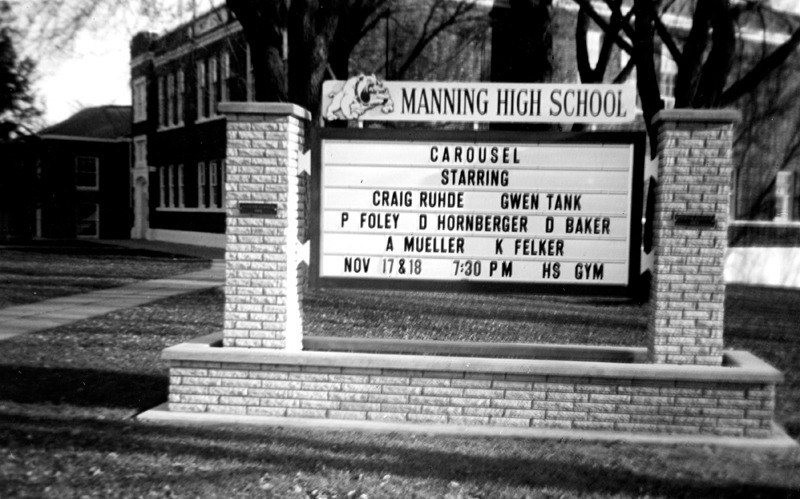 MANNING HIGH SCHOOL
CAROUSEL
STARRING
CRAIG RUHDE GWEN TANK
P FOLEY D HORNBERGER D BAKER
A MUELLER K FELKER
NOV 17 & 18 7:30 PM HS GYM